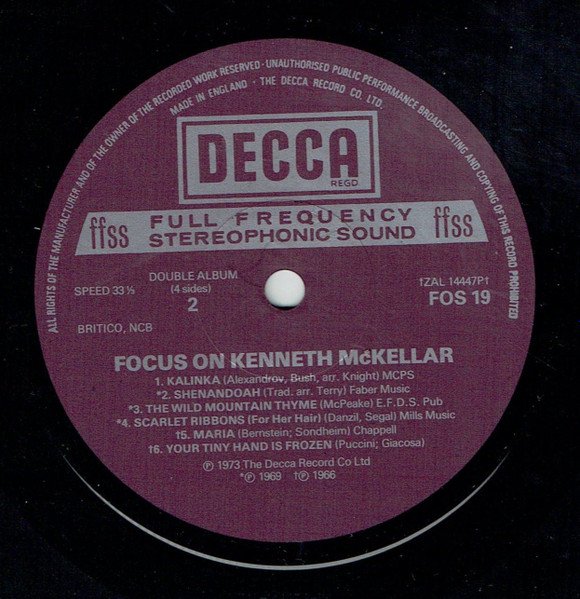 ALL RIGHTS OF THE MANUFACTURER AND OF THE OWNER OF THE RECORDED WORK RESERVED · UNAUTHORISED PUBLIC PERFORMANCE BROADCASTING AND COPYING OF THIS RECORD PROHIBITED
MADE IN ENGLAND · THE DECCA RECORD CO. LTD.
DECCA
REGD
ffss FULL FREQUENCY ffss
STEREOPHONIC SOUND
DOUBLE ALBUM
SPEED 33⅓ (4 sides) †ZAL 14447P†
2 FOS 19
BRITICO, NCB
FOCUS ON KENNETH McKELLAR
1. KALINKA (Alexandrov, Bush, arr. Knight) MCPS
*2. SHENANDOAH (Trad. arr. Terry) Faber Music
*3. THE WILD MOUNTAIN THYME (McPeake) E.F.D.S. Pub
*4. SCARLET RIBBONS (For Her Hair) (Danzil, Segal) Mills Music
†5. MARIA (Bernstein; Sondheim) Chappell
†6. YOUR TINY HAND IS FROZEN (Puccini; Giacosa)
℗ 1973 The Decca Record Co Ltd
*℗ 1969 †℗ 1966